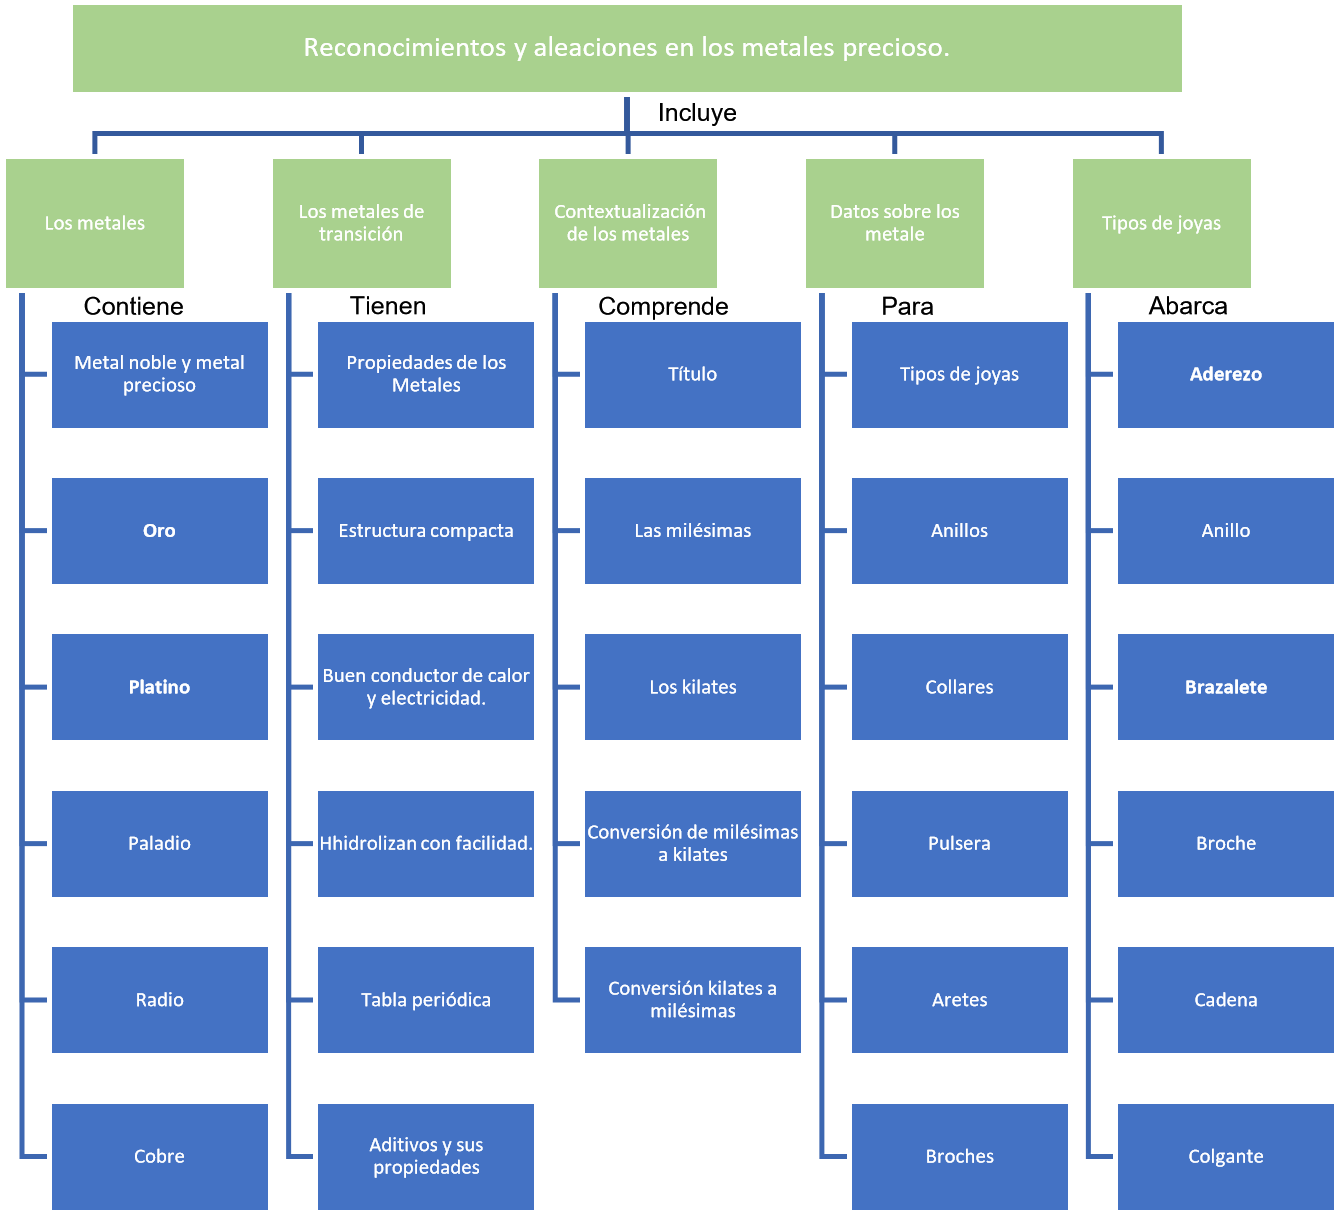 Reconocimientos y aleaciones en los metales precioso.
Incluye
Los metales
Contiene
Metal noble y metal
precioso
Oro
Platino
Paladio
Radio
Cobre
Los metales de
transición
Tienen
Propiedades de los
Metales
Estructura compacta
Buen conductor de calor
y electricidad.
Hhidrolizan con facilidad.
Tabla periódica
Aditivos y sus
propiedades
Contextualización
de los metales
Comprende
Título
Las milésimas
Los kilates
Conversión de milésimas
a kilates
Conversión kilates a
milésimas
Datos sobre los
metale
Para
Tipos de joyas
Anillos
Collares
Pulsera
Aretes
Broches
Tipos de joyas
Abarca
Aderezo
Anillo
Brazalete
Broche
Cadena
Colgante